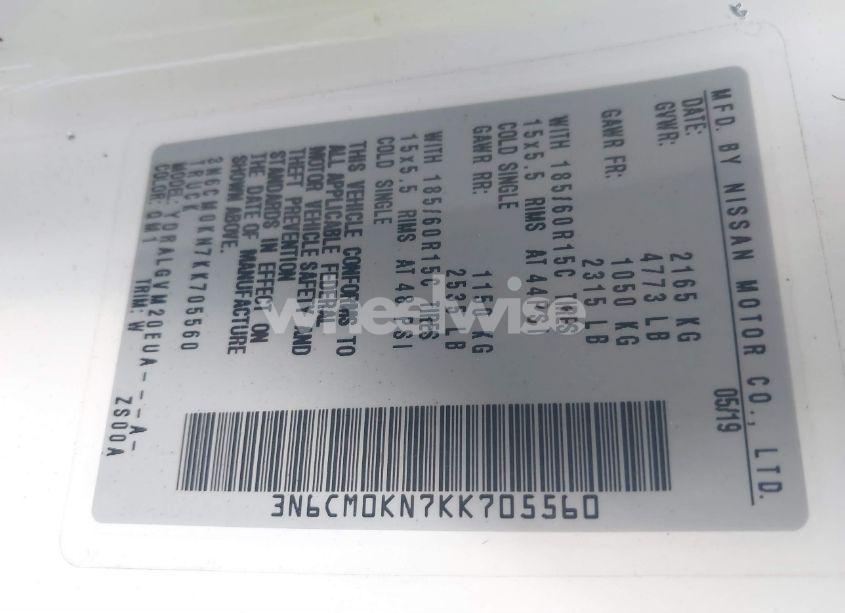 MFD. BY NISSAN MOTOR CO., LTD.
DATE: 05/19
GVWR: 2165 KG
4773 LB
GAWR FR: 1050 KG
2315 LB
WITH 185/60R15C TIRES
15x5.5 RIMS AT 44 PSI
COLD SINGLE
GAWR RR: 1150 KG
2535 LB
WITH 185/60R15C TIRES
15x5.5 RIMS AT 48 PSI
COLD SINGLE
THIS VEHICLE CONFORMS TO
ALL APPLICABLE FEDERAL
MOTOR VEHICLE SAFETY AND
THEFT PREVENTION
STANDARDS IN EFFECT ON
THE DATE OF MANUFACTURE
SHOWN ABOVE.
3N6CM0KN7KK705560
TRUCK
MODE: YDRALGVM20EUA---A-
COLOR: QM1 TRIM: W ZS00A
3N6CM0KN7KK705560
wheelwise